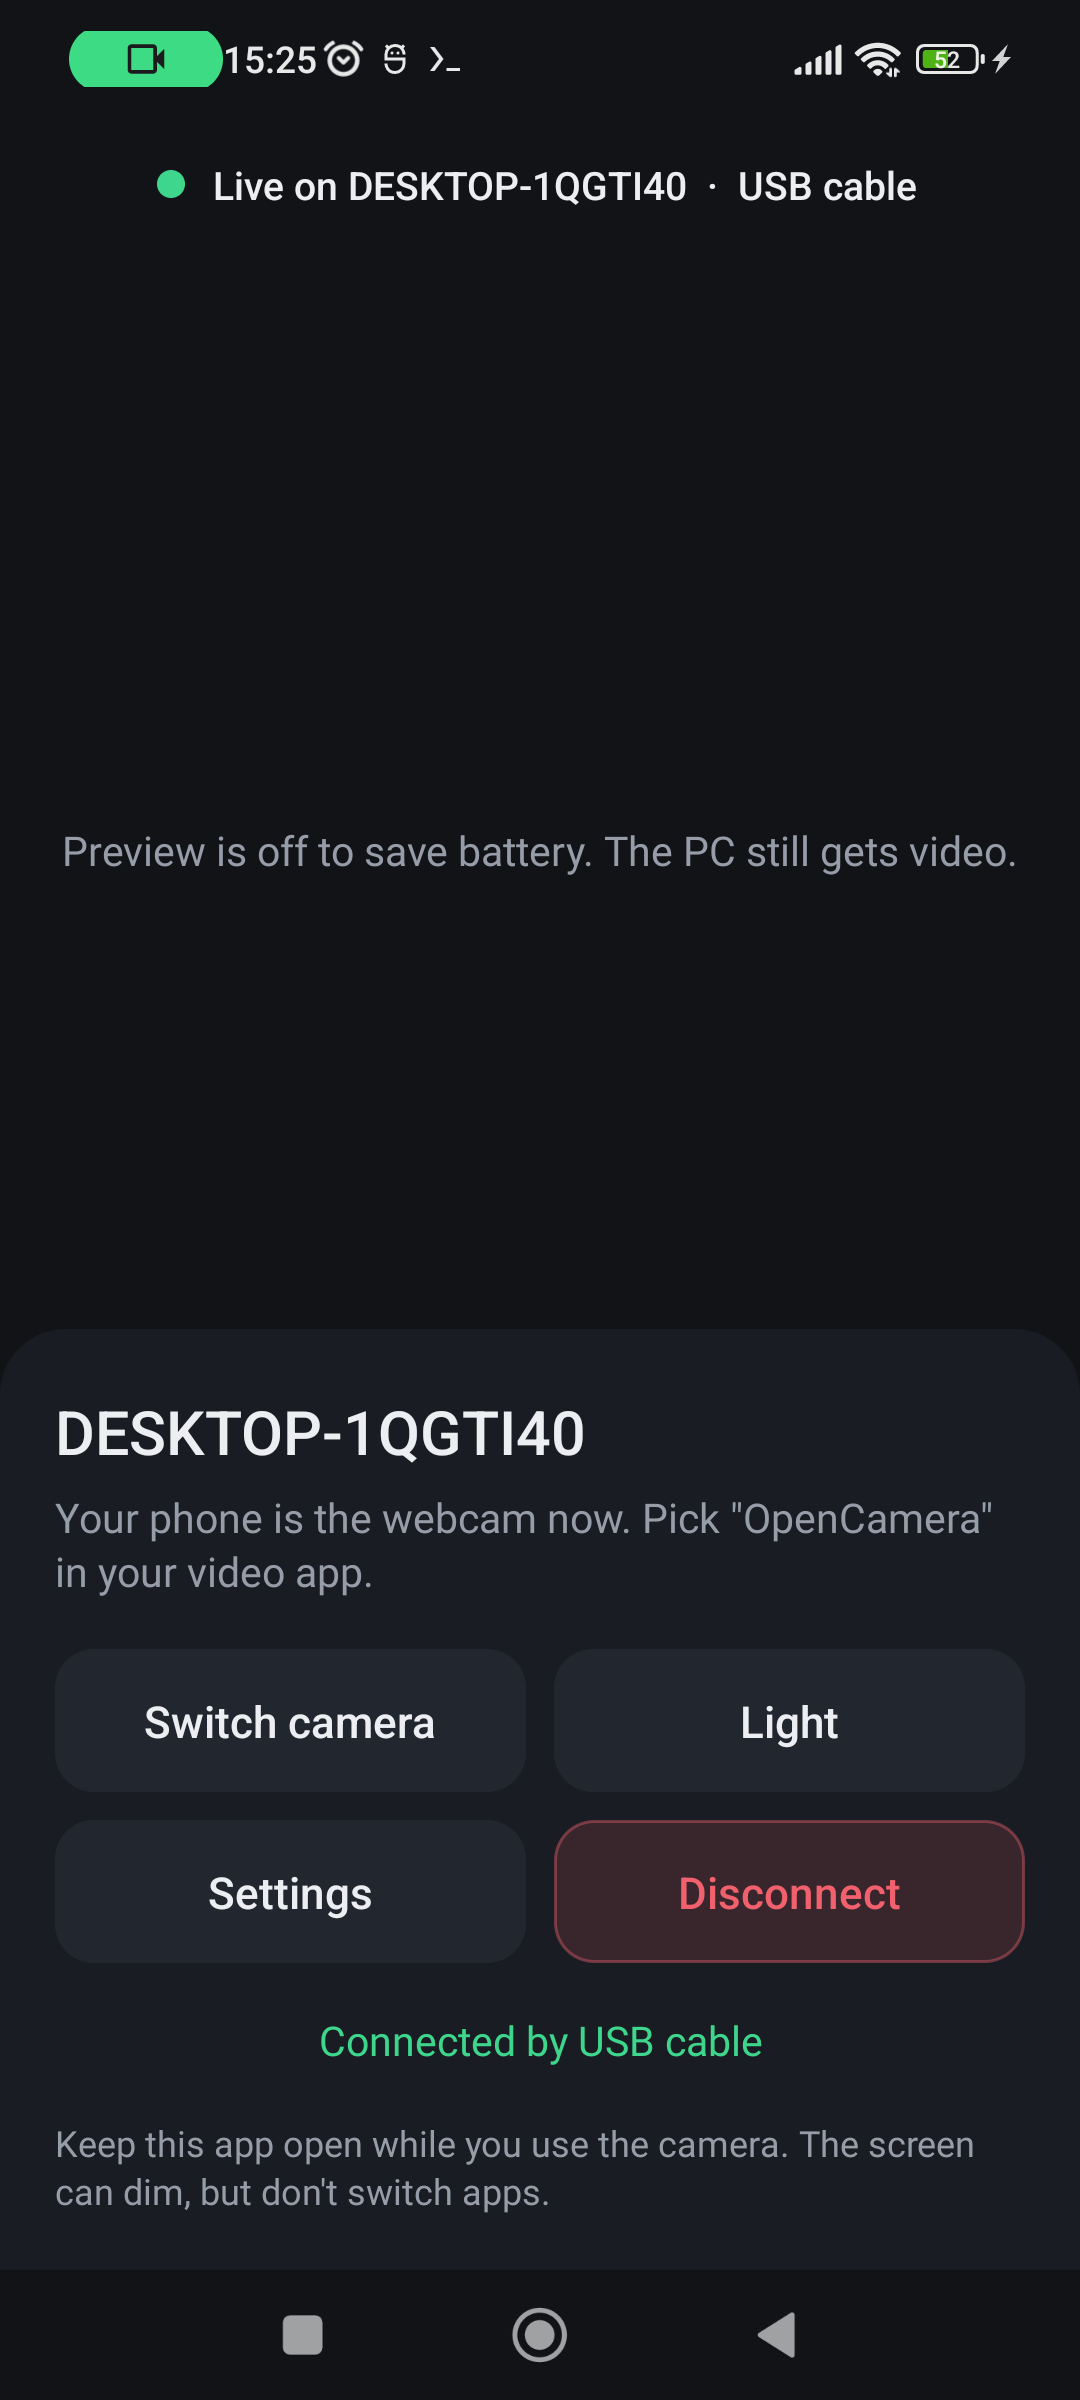 15:25
52
Live on DESKTOP-1QGTI40 · USB cable
Preview is off to save battery. The PC still gets video.
DESKTOP-1QGTI40
Your phone is the webcam now. Pick "OpenCamera"
in your video app.
Switch camera
Light
Settings
Disconnect
Connected by USB cable
Keep this app open while you use the camera. The screen
can dim, but don't switch apps.